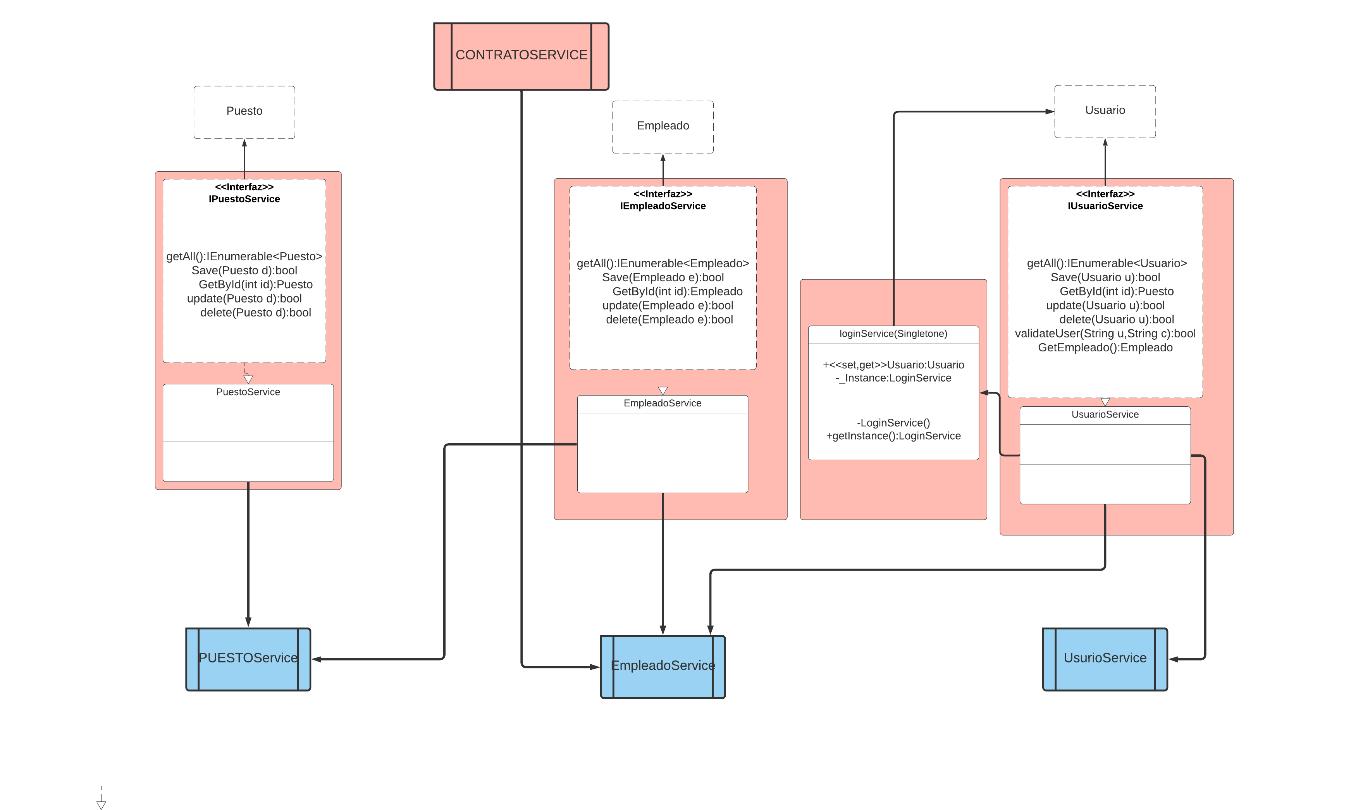 CONTRATOSERVICE
Puesto
Empleado
Usuario
<<Interfaz>>
IPuestoService
getAll():IEnumerable<Puesto>
Save(Puesto d):bool
GetById(int id):Puesto
update(Puesto d):bool
delete(Puesto d):bool
PuestoService
<<Interfaz>>
IEmpleadoService
getAll():IEnumerable<Empleado>
Save(Empleado e):bool
GetById(int id):Empleado
update(Empleado e):bool
delete(Empleado e):bool
EmpleadoService
loginService(Singletone)
+<<set,get>>Usuario:Usuario
-_Instance:LoginService
-LoginService()
+getInstance():LoginService
<<Interfaz>>
IUsuarioService
getAll():IEnumerable<Usuario>
Save(Usuario u):bool
GetById(int id):Puesto
update(Usuario u):bool
delete(Usuario u):bool
validateUser(String u,String c):bool
GetEmpleado():Empleado
UsuarioService
PUESTOService
EmpleadoService
UsurioService